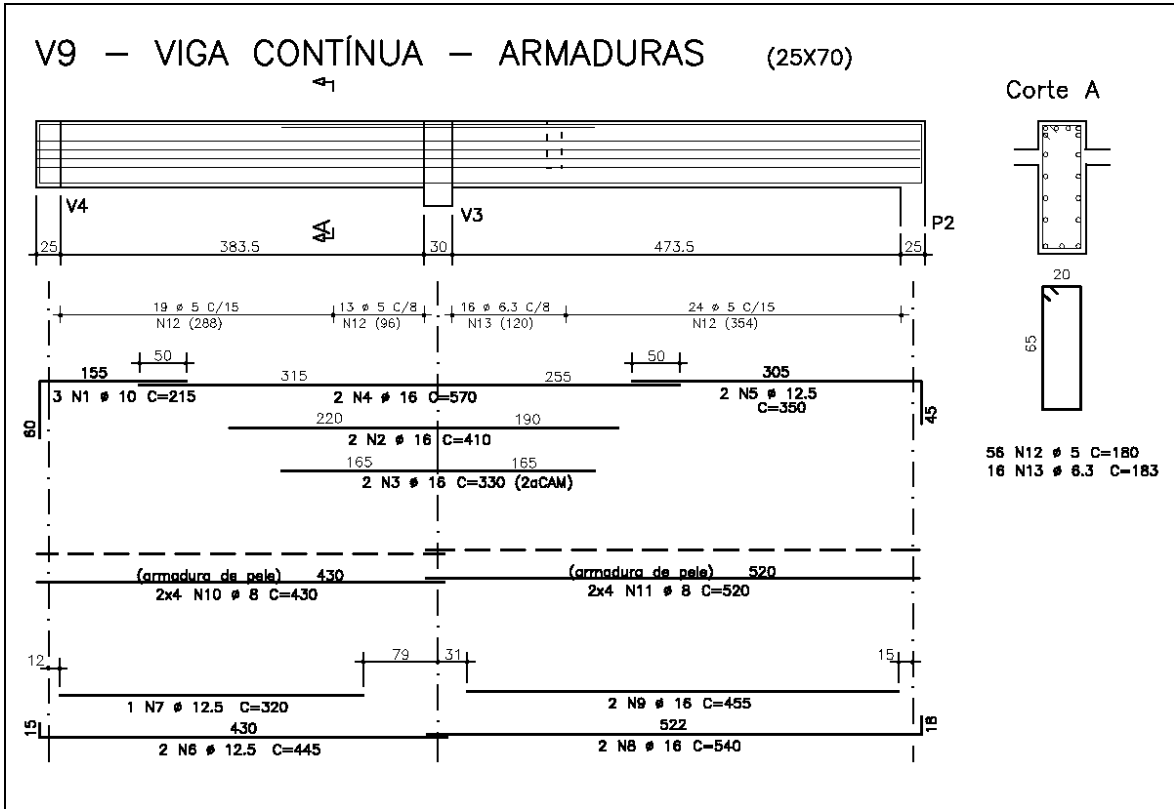 V9 – VIGA CONTÍNUA – ARMADURAS (25X70)
1
Corte A
V4
V3
P2
A
25 383.5 30 473.5 25
20
65
19 ø 5 C/15 13 ø 5 C/8 16 ø 6.3 C/8 24 ø 5 C/15
N12 (288) N12 (96) N13 (120) N12 (354)
50 50
155 315 255 305
3 N1 ø 10 C=215 2 N4 ø 16 C=570 2 N5 ø 12.5
C=350
60 45
220 190
2 N2 ø 16 C=410
56 N12 ø 5 C=180
16 N13 ø 6.3 C=183
165 165
2 N3 ø 16 C=330 (2aCAM)
(armadura de pele) 430 (armadura de pele) 520
2x4 N10 ø 8 C=430 2x4 N11 ø 8 C=520
12 79 31 15
1 N7 ø 12.5 C=320 2 N9 ø 16 C=455
15 430 522 18
2 N6 ø 12.5 C=445 2 N8 ø 16 C=540